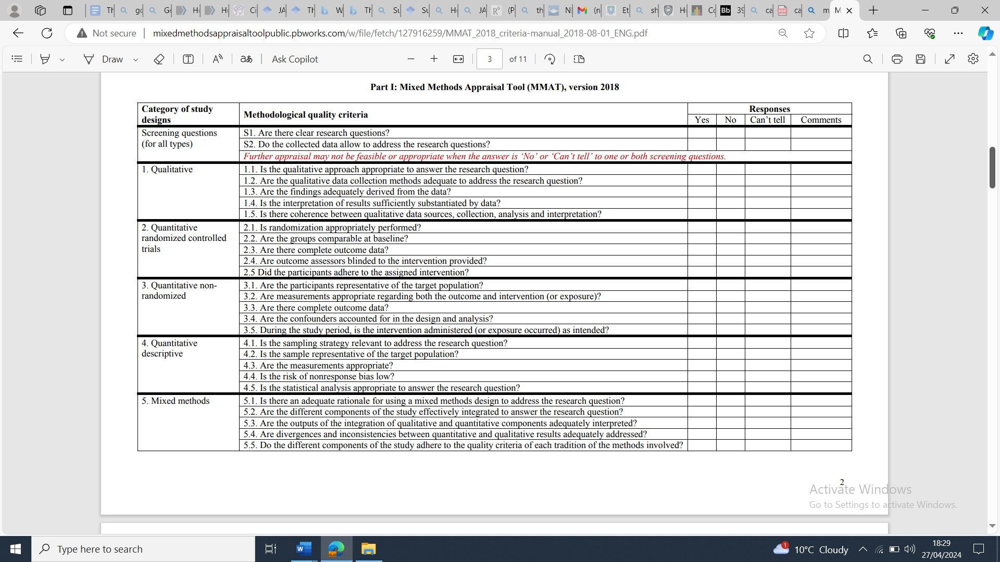 Th
go
Ge
H
H
Ci
JA
Th
W
Th
Su
Su
H
JA
(P
th
N
(n
Et
sh
H
Co
Bb
39
ca
ca
m
M
Not secure
mixedmethodsappraisaltoolpublic.pbworks.com/w/file/fetch/127916259/MMAT_2018_criteria-manual_2018-08-01_ENG.pdf
Draw
Ask Copilot
3
of 11
Part I: Mixed Methods Appraisal Tool (MMAT), version 2018
Category of study
designs
Methodological quality criteria
Responses
Yes
No
Can't tell
Comments
Screening questions
(for all types)
S1. Are there clear research questions?
S2. Do the collected data allow to address the research questions?
Further appraisal may not be feasible or appropriate when the answer is ‘No’ or ‘Can’t tell’ to one or both screening questions.
1. Qualitative
1.1. Is the qualitative approach appropriate to answer the research question?
1.2. Are the qualitative data collection methods adequate to address the research question?
1.3. Are the findings adequately derived from the data?
1.4. Is the interpretation of results sufficiently substantiated by data?
1.5. Is there coherence between qualitative data sources, collection, analysis and interpretation?
2. Quantitative
randomized controlled
trials
2.1. Is randomization appropriately performed?
2.2. Are the groups comparable at baseline?
2.3. Are there complete outcome data?
2.4. Are outcome assessors blinded to the intervention provided?
2.5 Did the participants adhere to the assigned intervention?
3. Quantitative non-
randomized
3.1. Are the participants representative of the target population?
3.2. Are measurements appropriate regarding both the outcome and intervention (or exposure)?
3.3. Are there complete outcome data?
3.4. Are the confounders accounted for in the design and analysis?
3.5. During the study period, is the intervention administered (or exposure occurred) as intended?
4. Quantitative
descriptive
4.1. Is the sampling strategy relevant to address the research question?
4.2. Is the sample representative of the target population?
4.3. Are the measurements appropriate?
4.4. Is the risk of nonresponse bias low?
4.5. Is the statistical analysis appropriate to answer the research question?
5. Mixed methods
5.1. Is there an adequate rationale for using a mixed methods design to address the research question?
5.2. Are the different components of the study effectively integrated to answer the research question?
5.3. Are the outputs of the integration of qualitative and quantitative components adequately interpreted?
5.4. Are divergences and inconsistencies between quantitative and qualitative results adequately addressed?
5.5. Do the different components of the study adhere to the quality criteria of each tradition of the methods involved?
2
Activate Windows
Go to Settings to activate Windows.
Type here to search
1
10°C Cloudy
18:29
27/04/2024